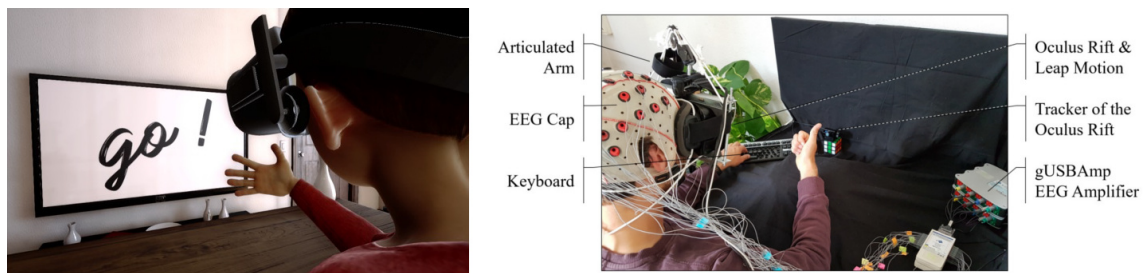 go !
Articulated
Arm
EEG Cap
Keyboard
Oculus Rift &
Leap Motion
Tracker of the
Oculus Rift
gUSBAmp
EEG Amplifier